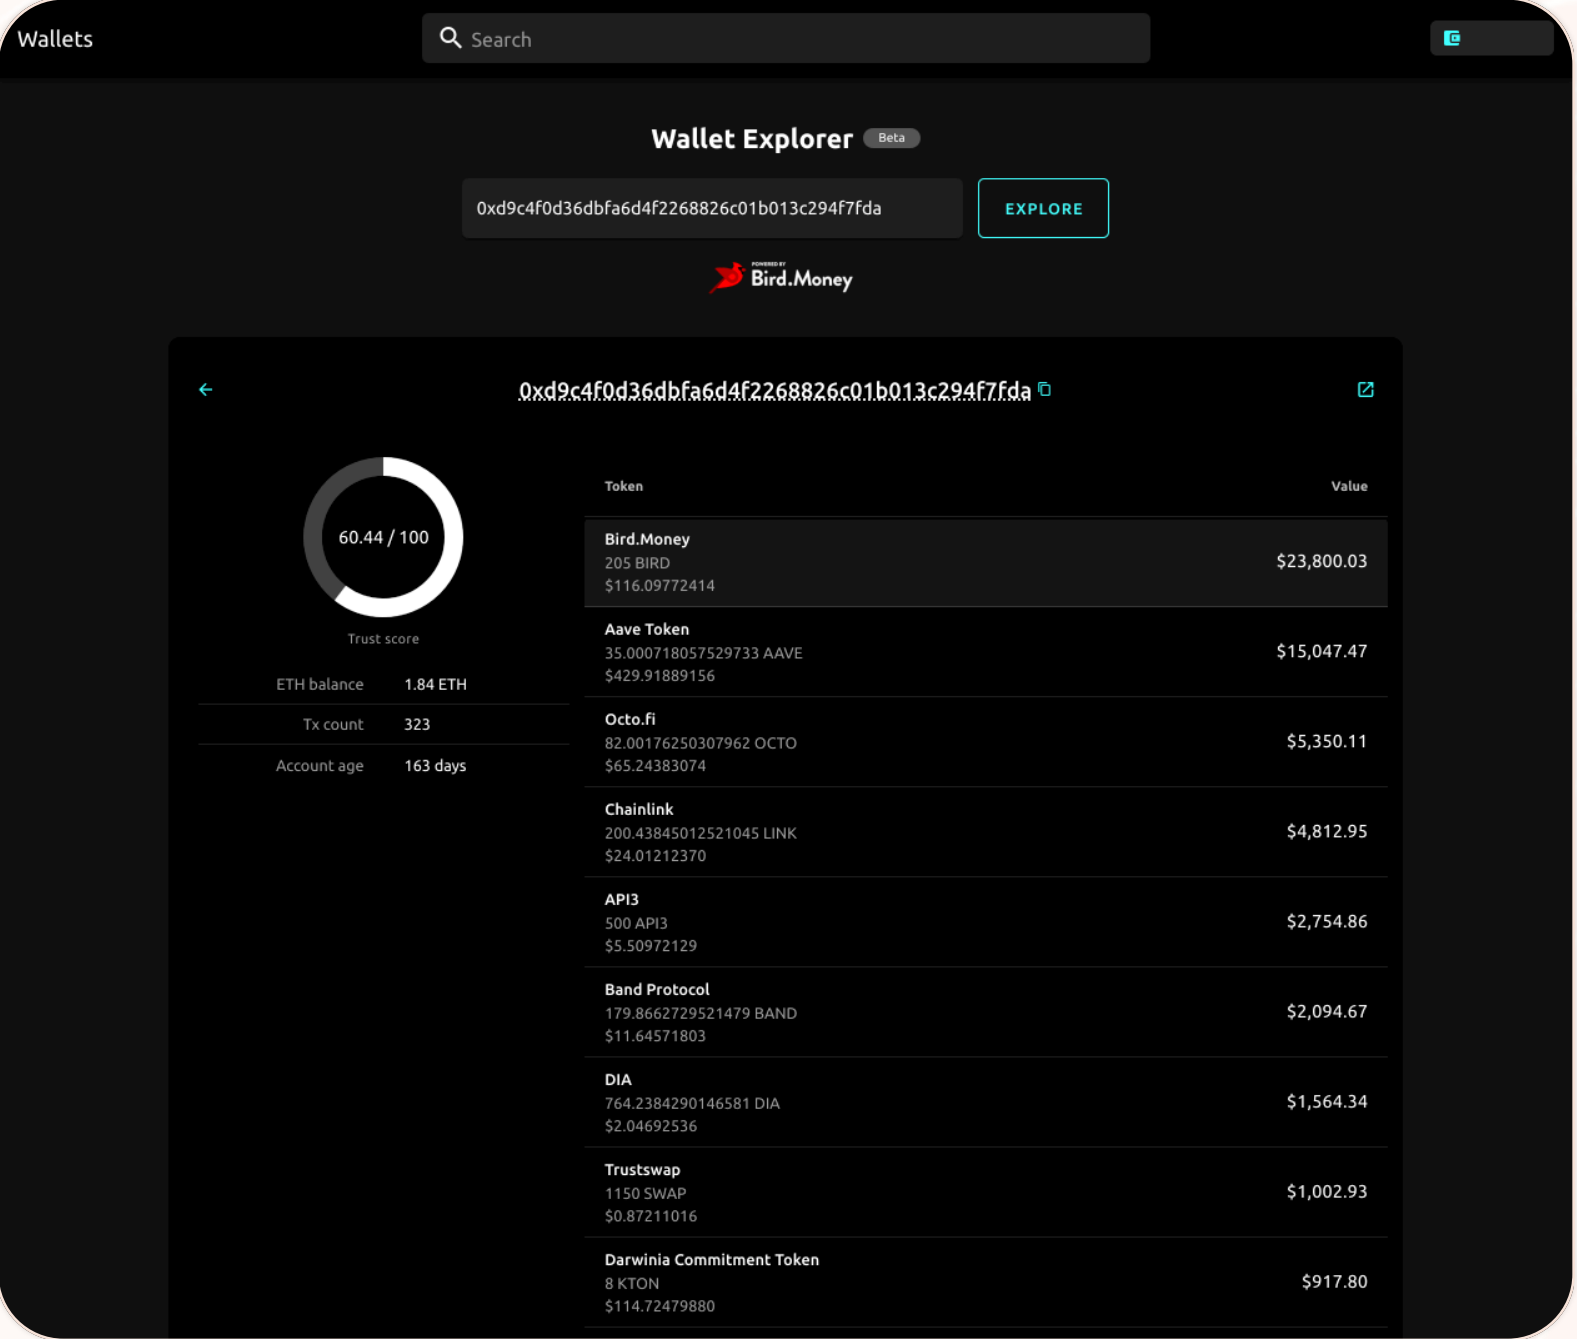 Wallets
Search
Wallet Explorer Beta
0xd9c4f0d36dbfa6d4f2268826c01b013c294f7fda
EXPLORE
POWERED BY
Bird.Money
0xd9c4f0d36dbfa6d4f2268826c01b013c294f7fda
60.44 / 100
Trust score
ETH balance 1.84 ETH
Tx count 323
Account age 163 days
Token Value
Bird.Money
205 BIRD
$116.09772414
$23,800.03
Aave Token
35.000718057529733 AAVE
$429.91889156
$15,047.47
Octo.fi
82.00176250307962 OCTO
$65.24383074
$5,350.11
Chainlink
200.43845012521045 LINK
$24.01212370
$4,812.95
API3
500 API3
$5.50972129
$2,754.86
Band Protocol
179.8662729521479 BAND
$11.64571803
$2,094.67
DIA
764.2384290146581 DIA
$2.04692536
$1,564.34
Trustswap
1150 SWAP
$0.87211016
$1,002.93
Darwinia Commitment Token
8 KTON
$114.72479880
$917.80